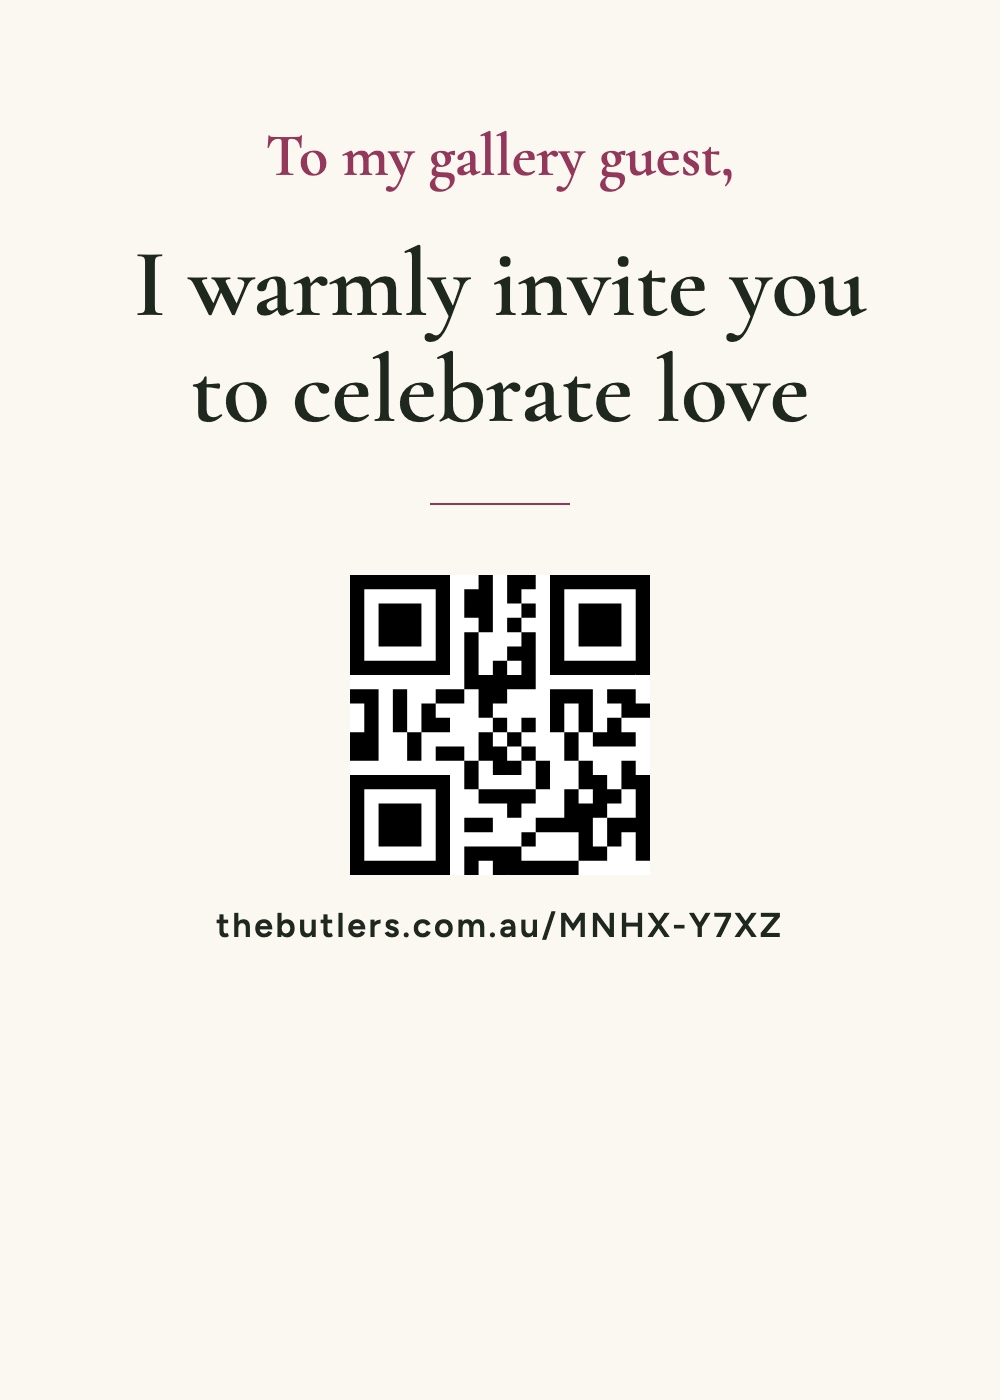 To my gallery guest,
I warmly invite you
to celebrate love
thebutlers.com.au/MNHX-Y7XZ